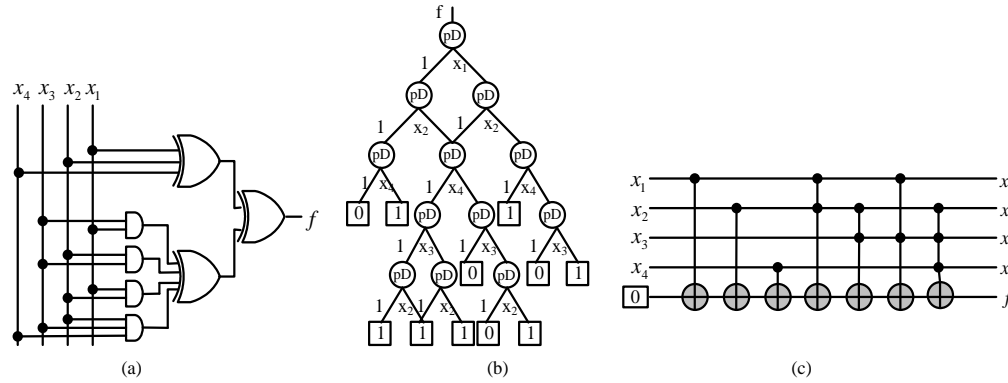 x4 x3 x2 x1
f
(a)
f
pD
1 x1
pD pD
1 x2 1 x2
pD pD pD
1 x4 1 x4 1 x4
0 1 pD pD 1 pD
1 x3 1 x3 1 x3
pD pD 0 pD 0 1
1 x2 1 x2 1 x2
1 1 0 1
(b)
x1 x
x2 x
x3 x
x4 x
0 f
(c)